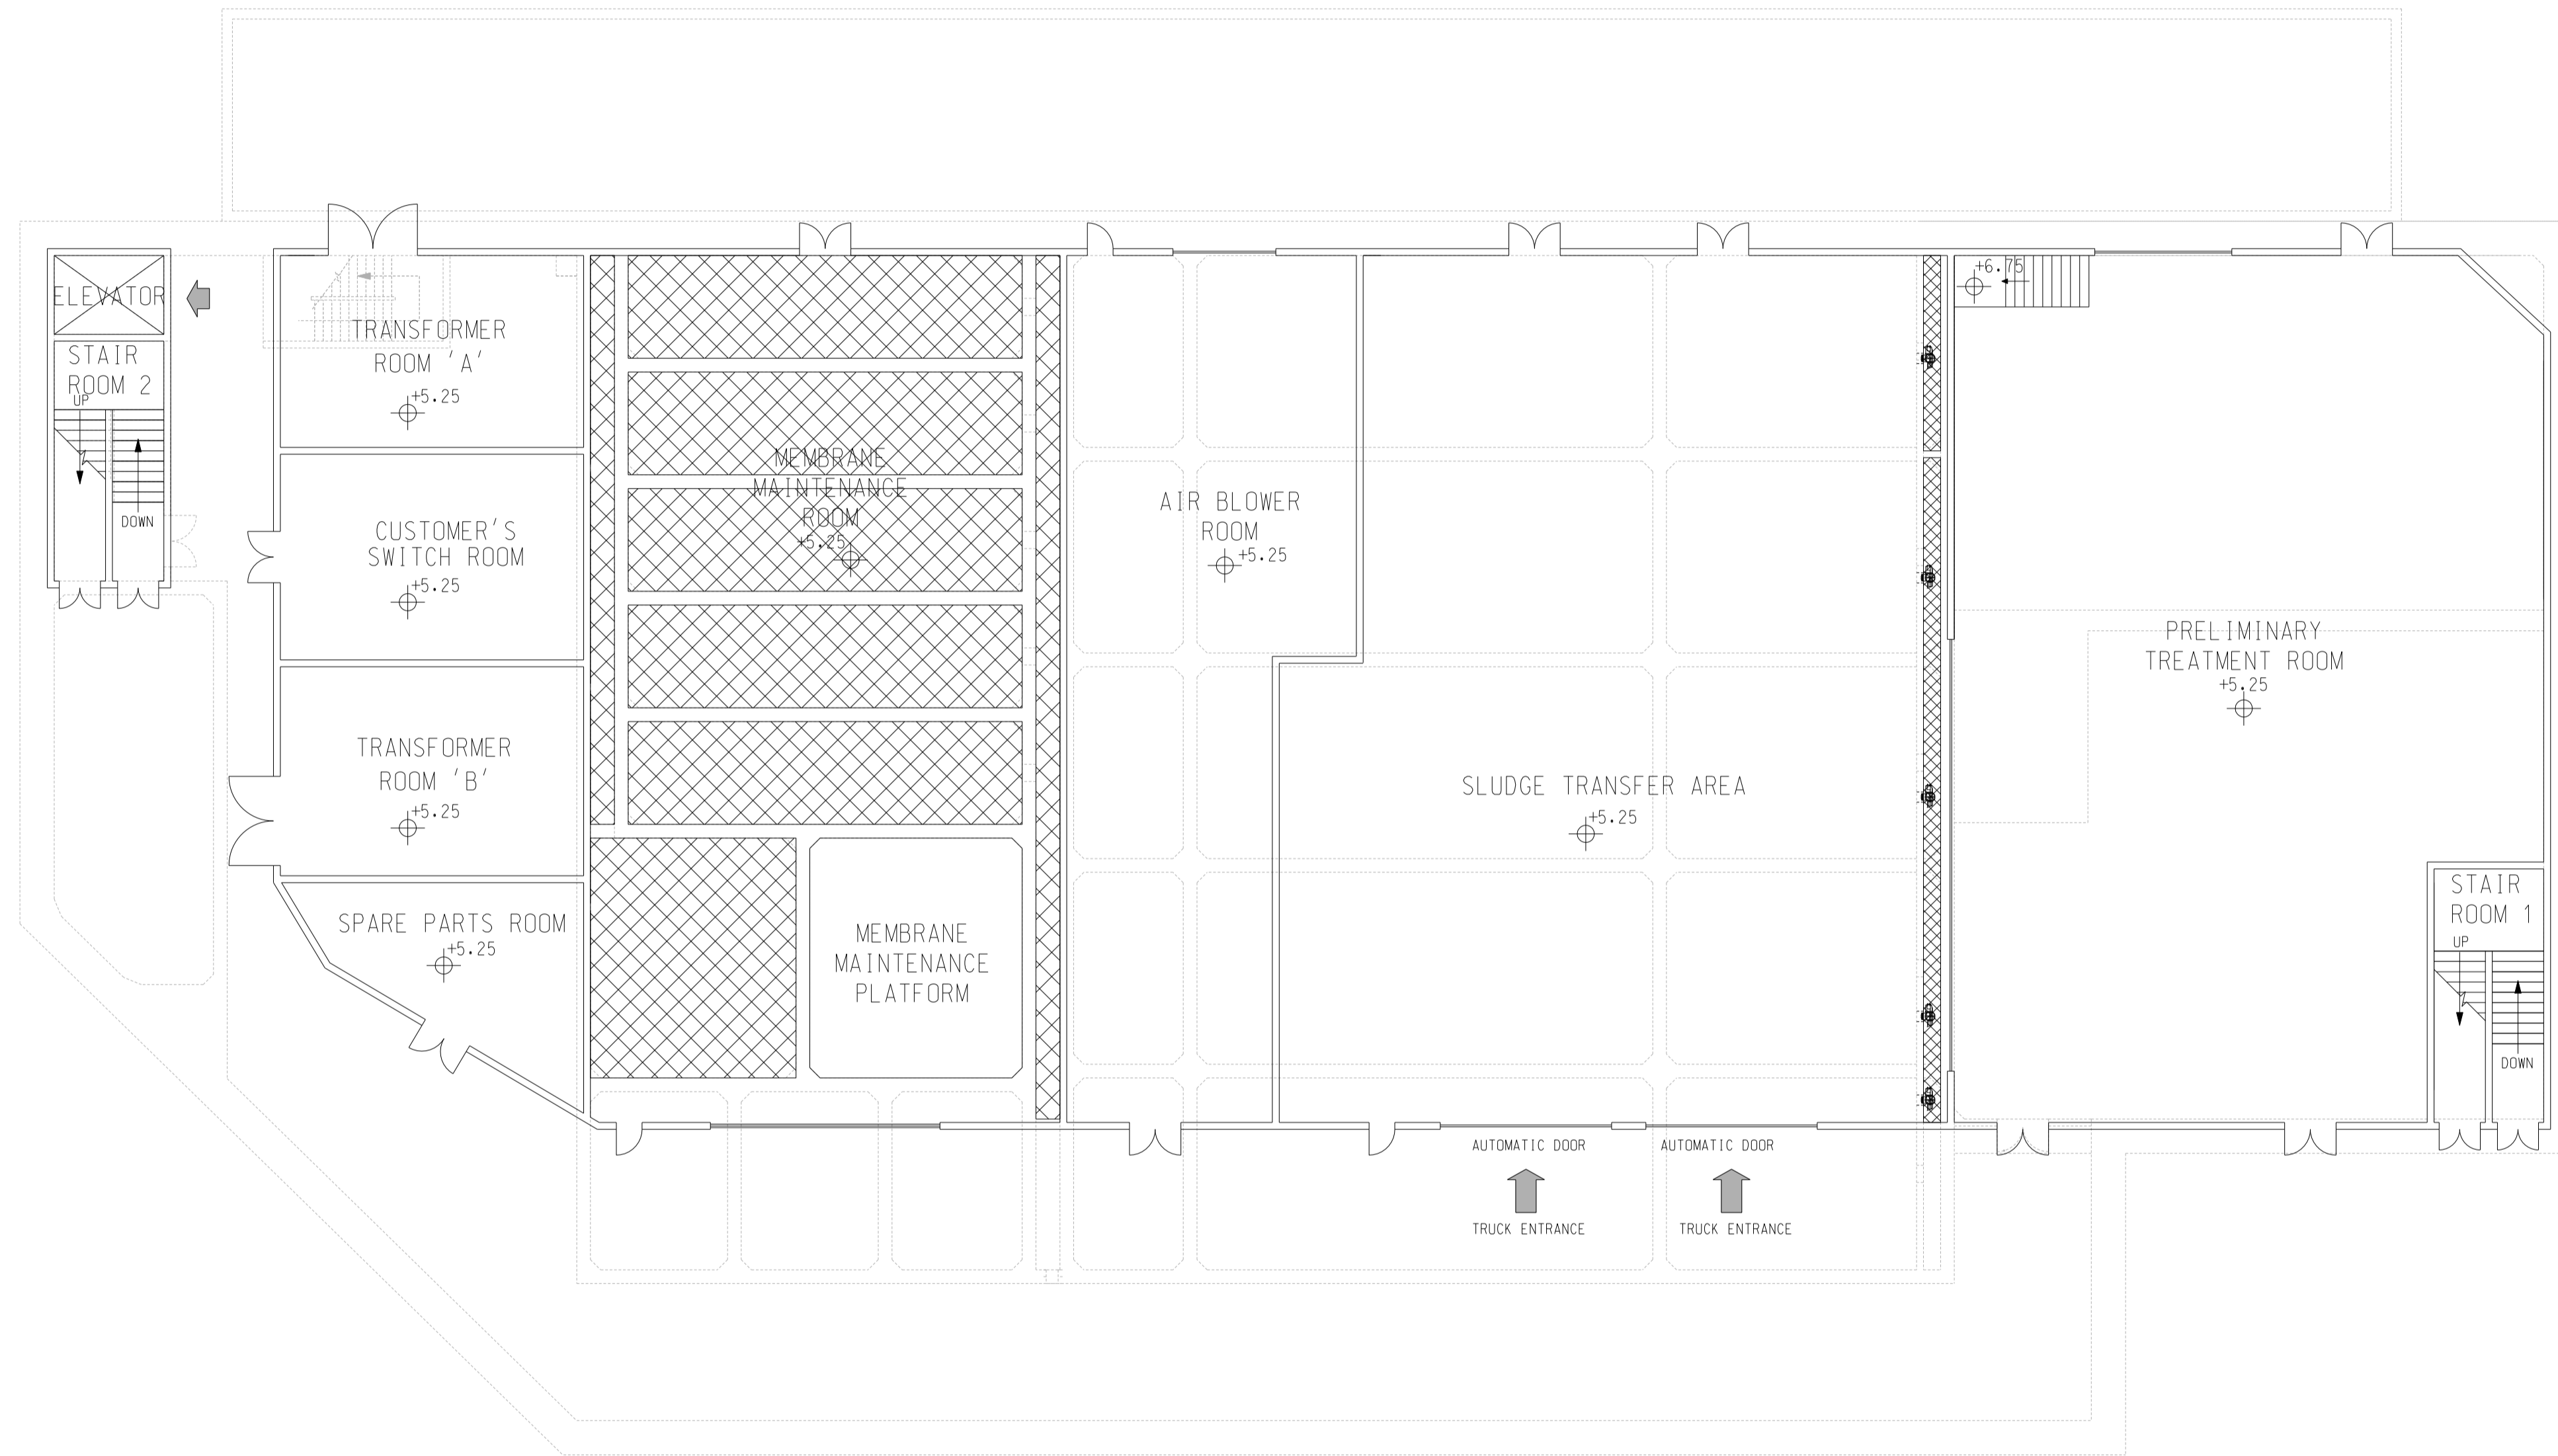 ELEVATOR
STAIR
ROOM 2
UP
DOWN
TRANSFORMER
ROOM 'A'
+5.25
CUSTOMER'S
SWITCH ROOM
+5.25
TRANSFORMER
ROOM 'B'
+5.25
SPARE PARTS ROOM
+5.25
MEMBRANE
MAINTENANCE
ROOM
+5.25
MEMBRANE
MAINTENANCE
PLATFORM
AIR BLOWER
ROOM
+5.25
SLUDGE TRANSFER AREA
+5.25
AUTOMATIC DOOR
TRUCK ENTRANCE
AUTOMATIC DOOR
TRUCK ENTRANCE
+6.75
PRELIMINARY
TREATMENT ROOM
+5.25
STAIR
ROOM 1
UP
DOWN